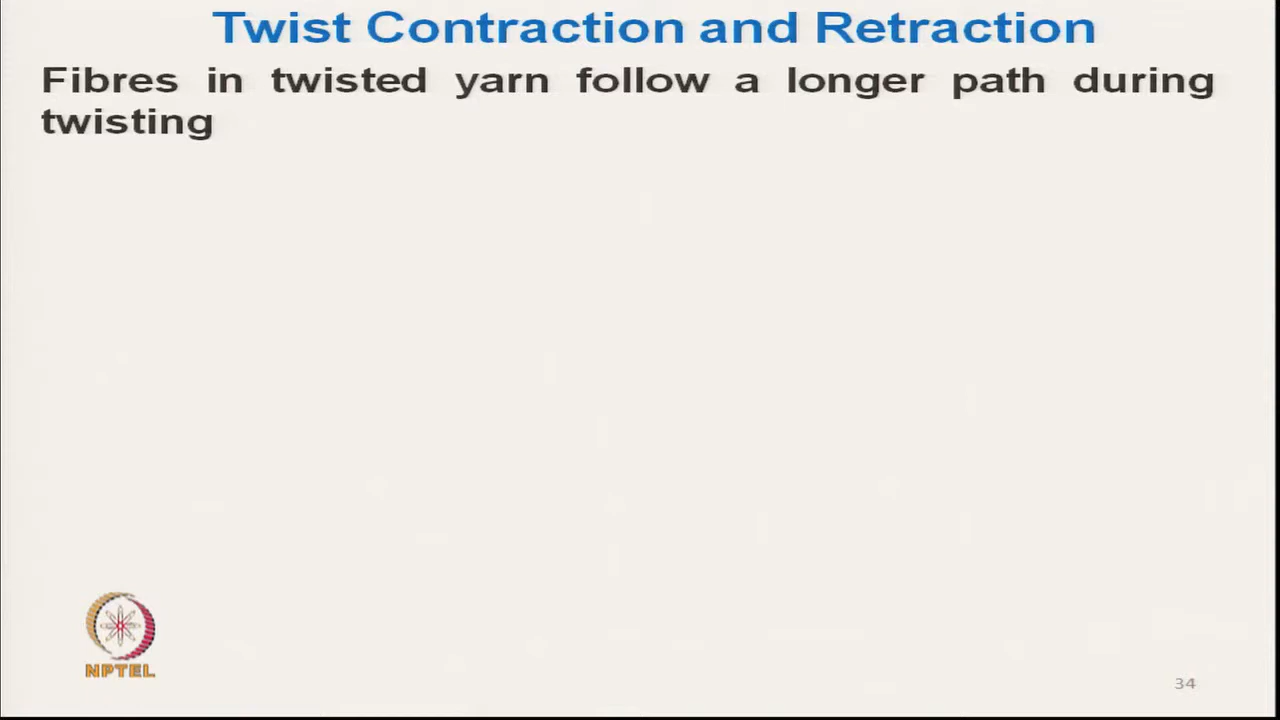 Twist Contraction and Retraction
Fibres in twisted yarn follow a longer path during
twisting
NPTEL
34